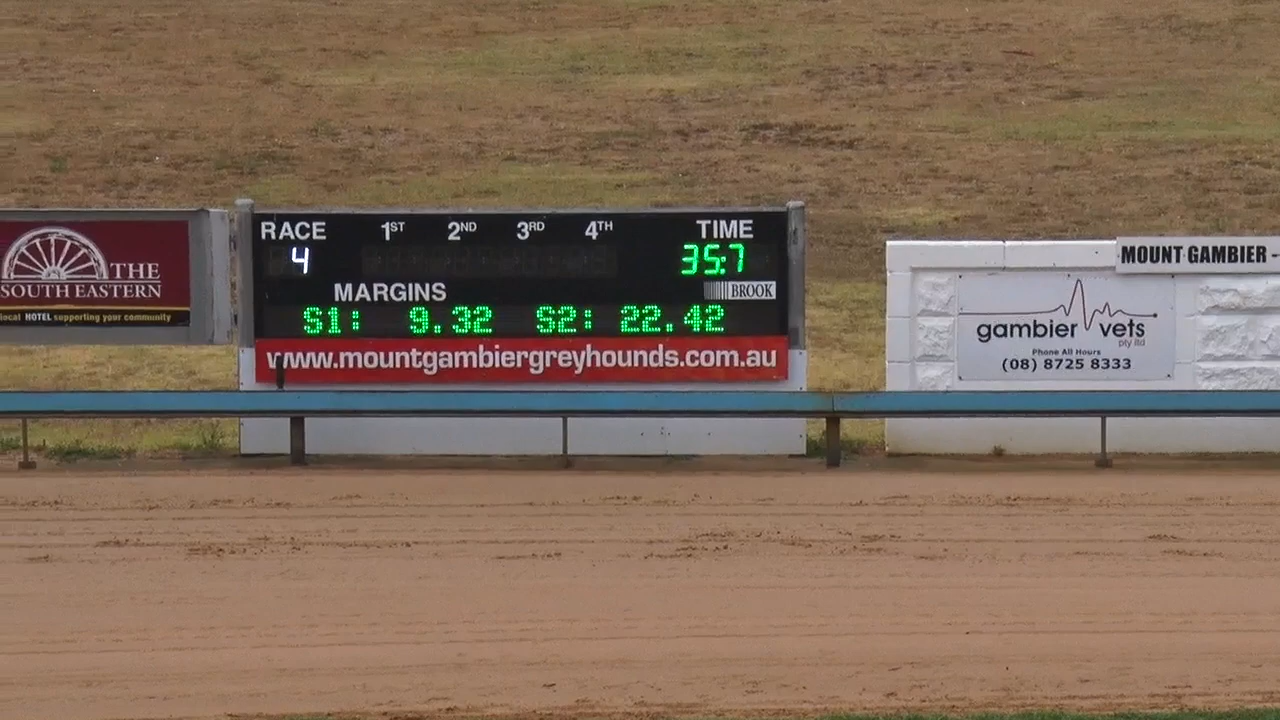 THE
SOUTH EASTERN
local HOTEL supporting your community
RACE 1ST 2ND 3RD 4TH TIME
4 35:7
MARGINS BROOK
S1: 9.32 S2: 22.42
www.mountgambiergreyhounds.com.au
MOUNT GAMBIER -
gambier vets
pty ltd
Phone All Hours
(08) 8725 8333